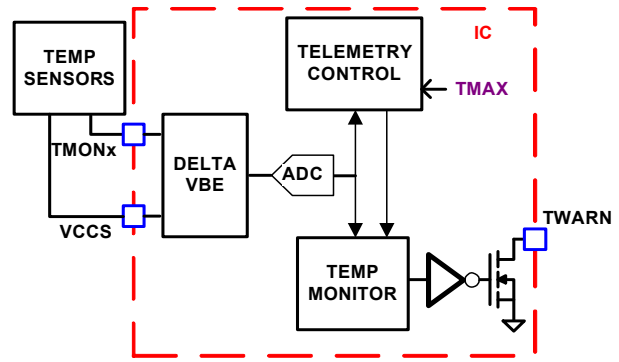 IC
TEMP
SENSORS
TELEMETRY
CONTROL
TMAX
TMONx
DELTA
VBE
ADC
VCCS
TWARN
TEMP
MONITOR